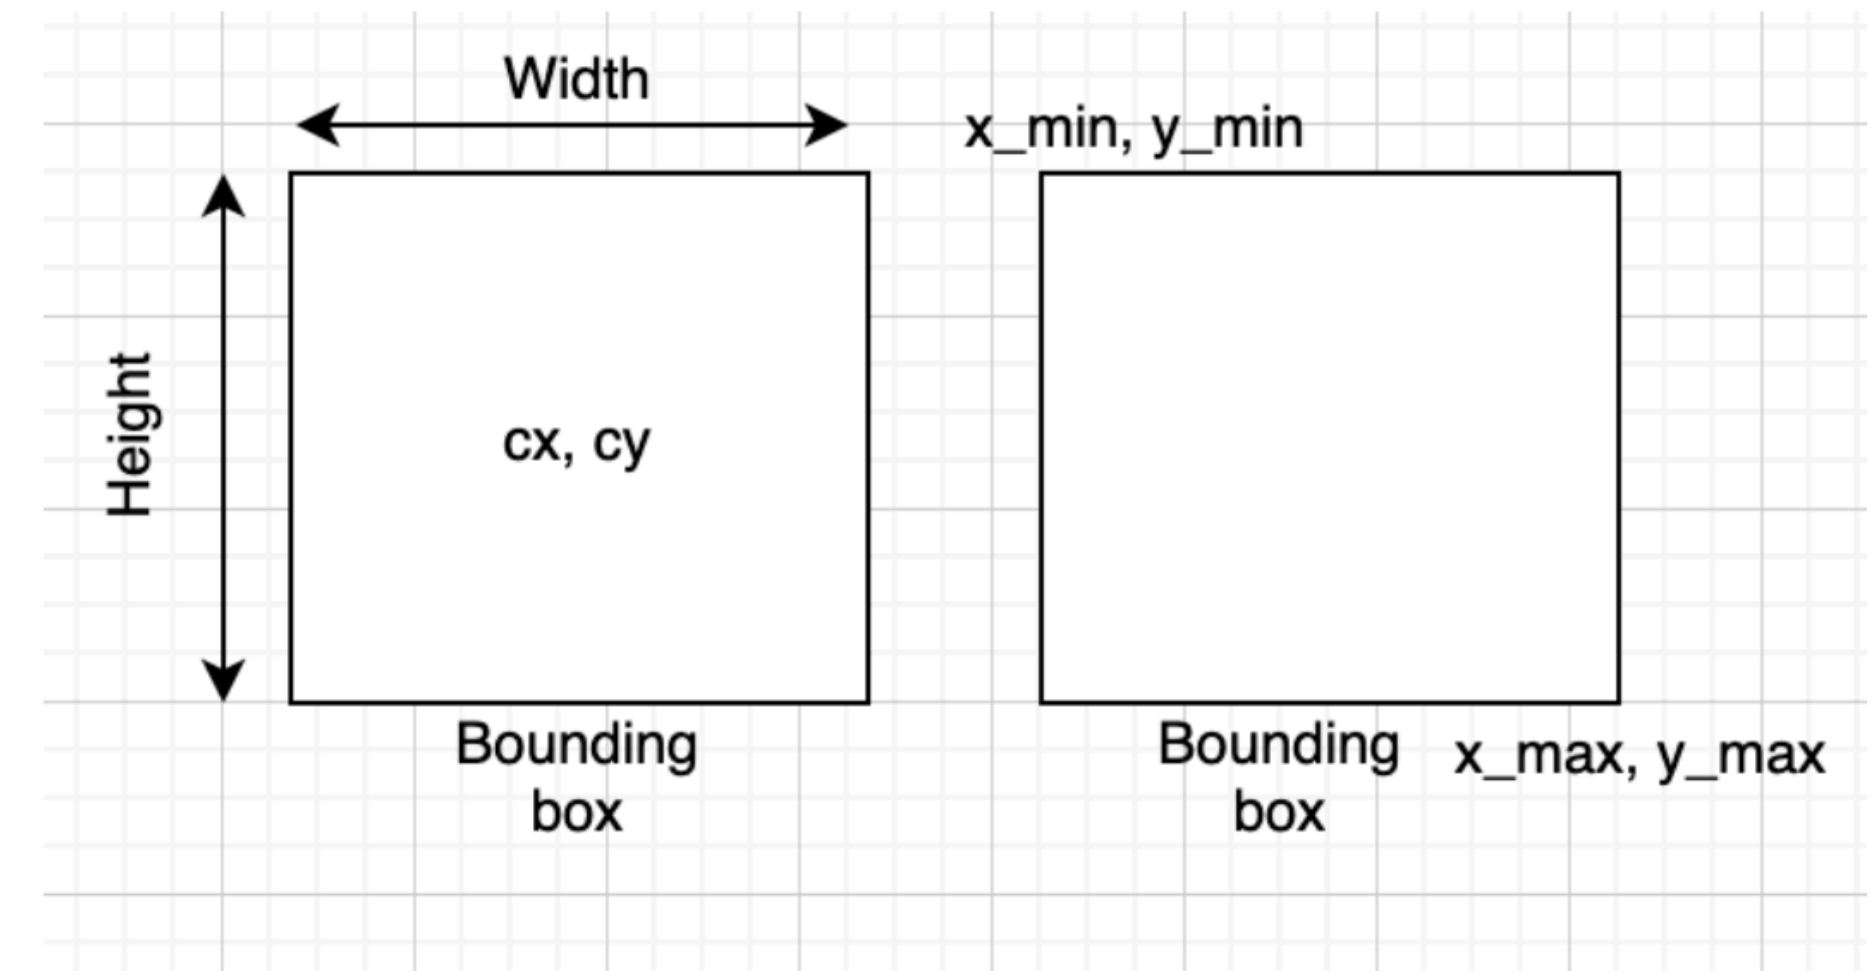 Width
x_min, y_min
Height
cx, cy
Bounding
box
Bounding
box
x_max, y_max